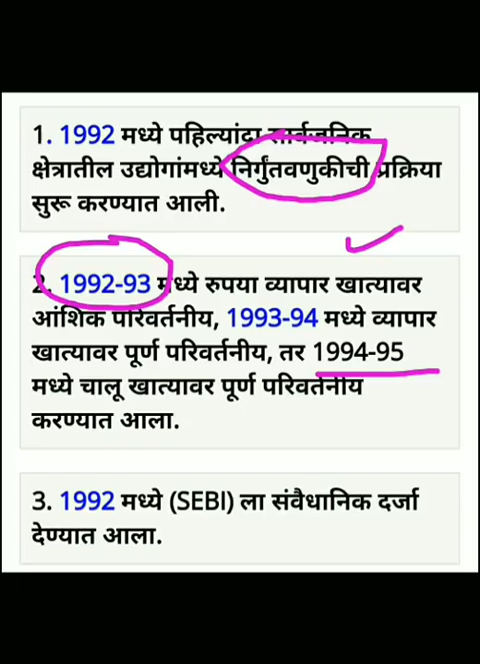 1. 1992 मध्ये पहिल्यांदा सार्वजनिक
क्षेत्रातील उद्योगांमध्ये निर्गुंतवणुकीची प्रक्रिया
सुरू करण्यात आली.
2. 1992-93 मध्ये रुपया व्यापार खात्यावर
आंशिक परिवर्तनीय, 1993-94 मध्ये व्यापार
खात्यावर पूर्ण परिवर्तनीय, तर 1994-95
मध्ये चालू खात्यावर पूर्ण परिवर्तनीय
करण्यात आला.
3. 1992 मध्ये (SEBI) ला संवैधानिक दर्जा
देण्यात आला.